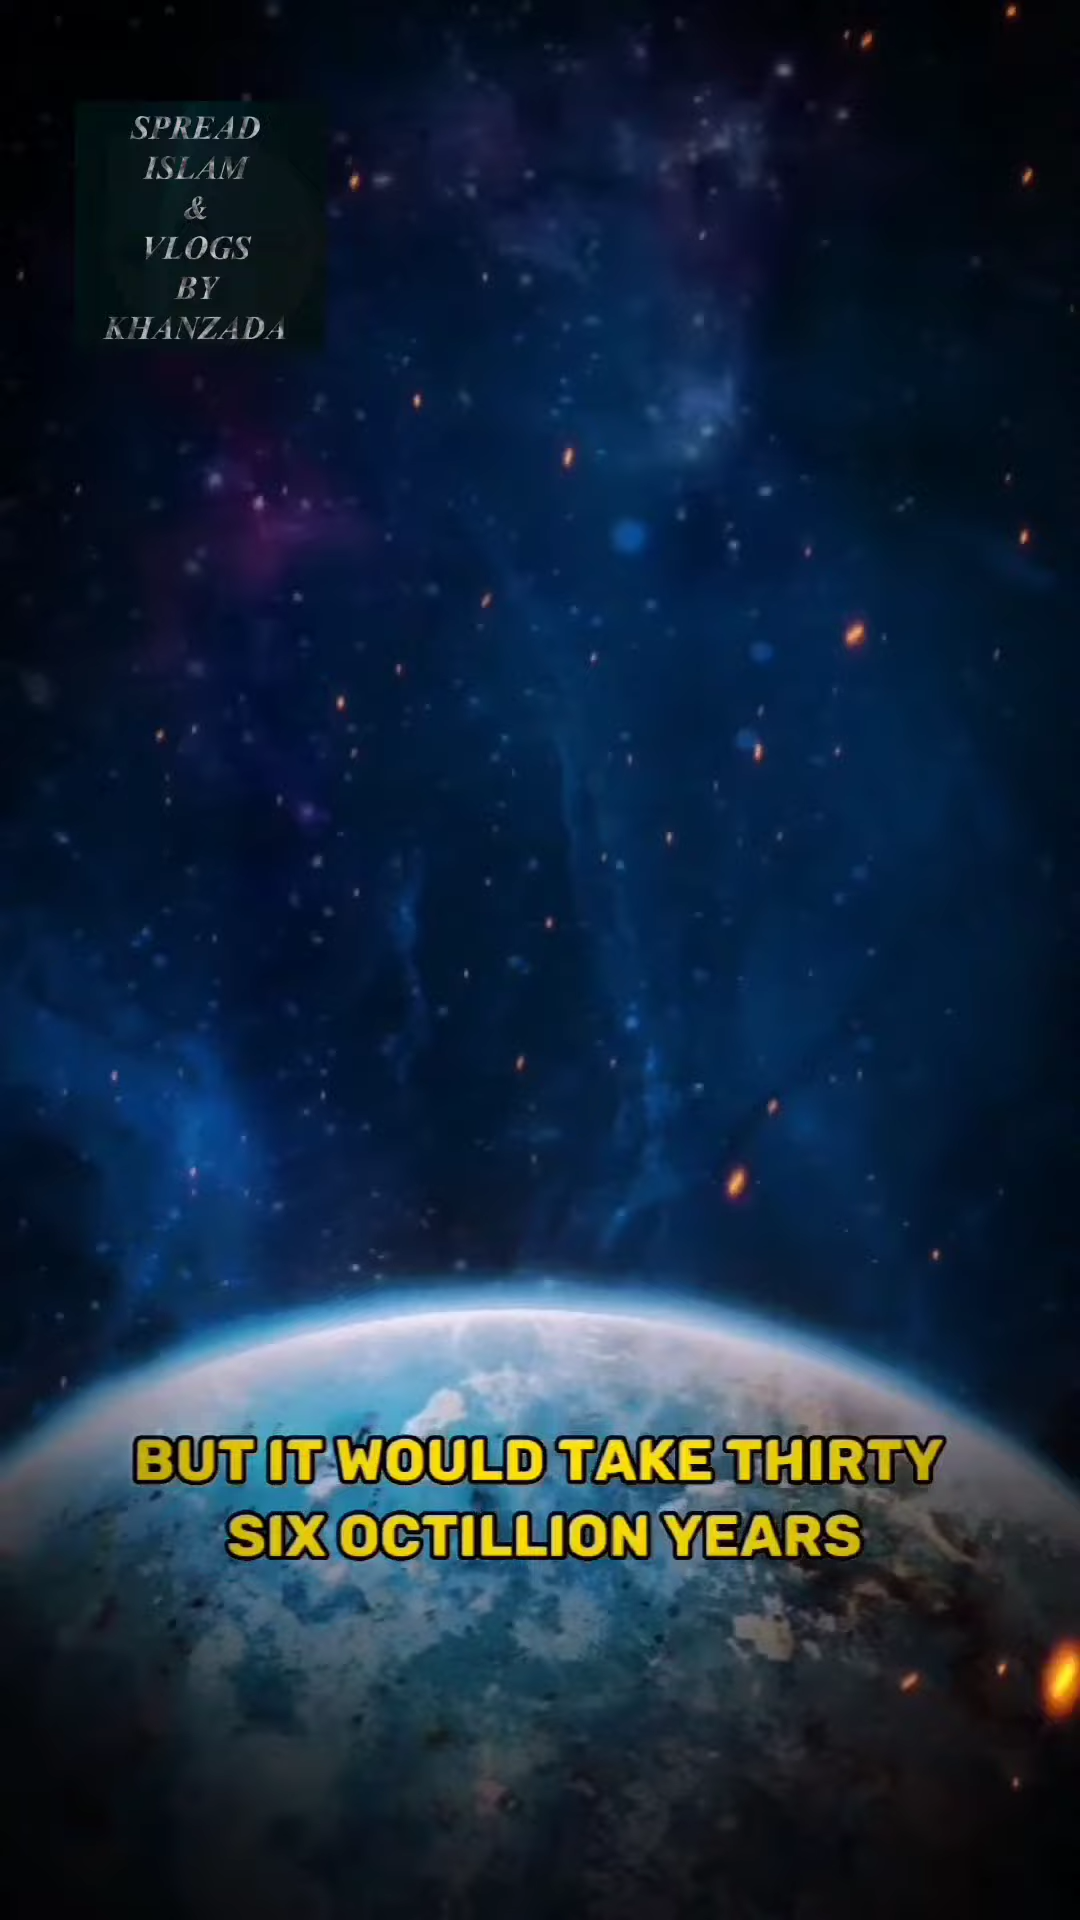 SPREAD
ISLAM
&
VLOGS
BY
KHANZADA
BUT IT WOULD TAKE THIRTY
SIX OCTILLION YEARS